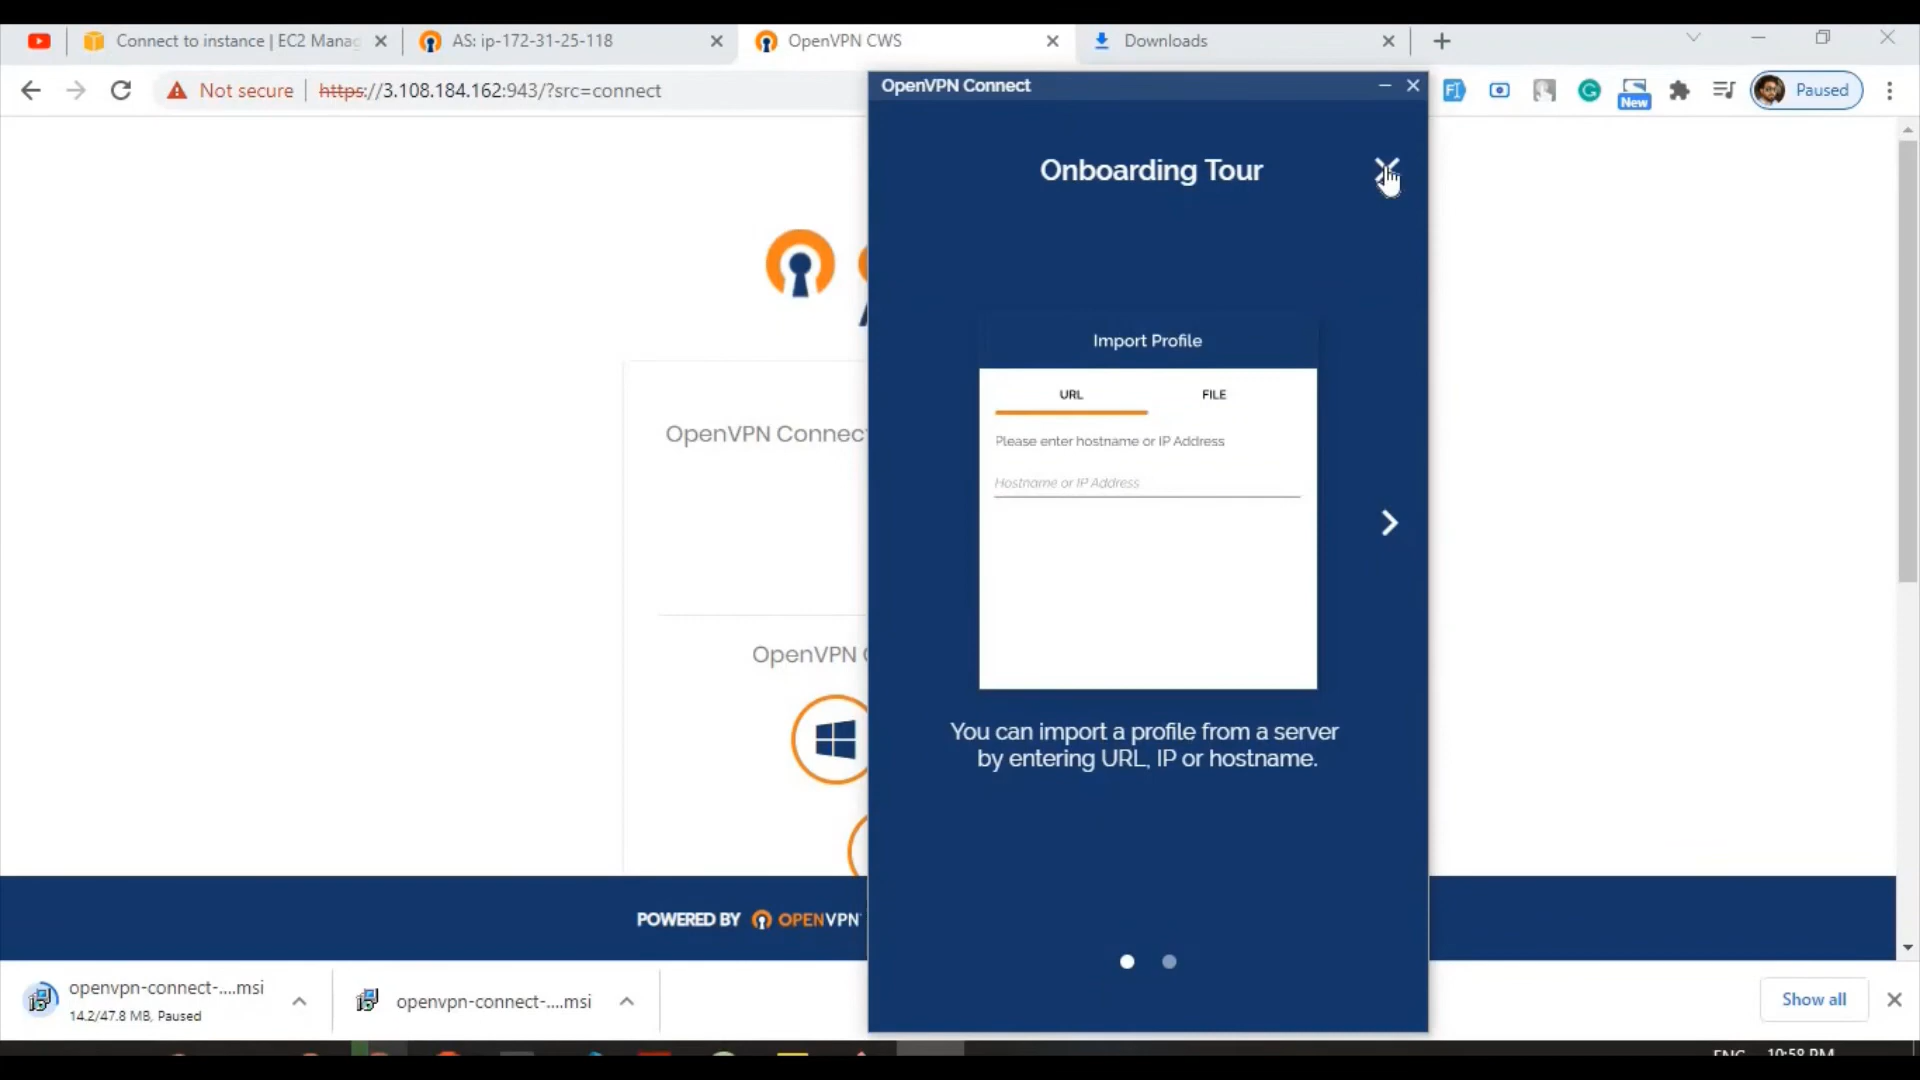 Connect to instance | EC2 Manag
AS: ip-172-31-25-118
OpenVPN CWS
Downloads
Not secure
https://3.108.184.162:943/?src=connect
New
Paused
OpenVPN Connect
Onboarding Tour
Import Profile
URL
FILE
Please enter hostname or IP Address
Hostname or IP Address
You can import a profile from a server
by entering URL, IP or hostname.
OpenVPN Connec
OpenVPN
POWERED BY OPENVPN
openvpn-connect-....msi
14.2/47.8 MB, Paused
openvpn-connect-....msi
Show all
ENG
10:58 PM